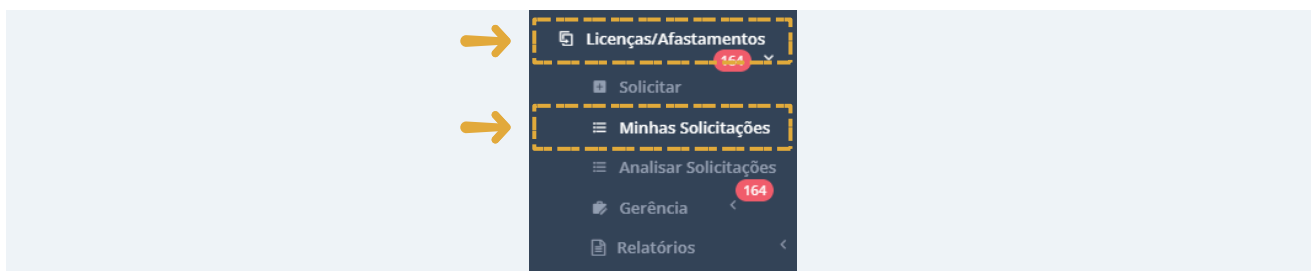 Licenças/Afastamentos
164
Solicitar
Minhas Solicitações
Analisar Solicitações
164
Gerência
Relatórios